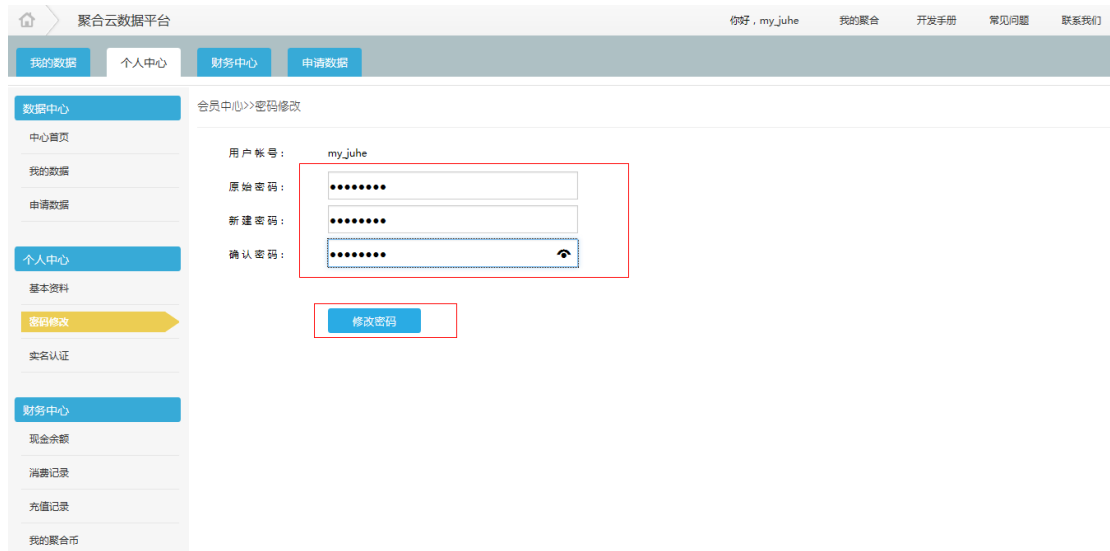 聚合云数据平台
你好，my_juhe 我的聚合 开发手册 常见问题 联系我们
我的数据 个人中心 财务中心 申请数据
数据中心
中心首页
我的数据
申请数据
个人中心
基本资料
密码修改
实名认证
财务中心
现金余额
消费记录
充值记录
我的聚合币
会员中心>>密码修改
用户帐号： my_juhe
原始密码： ●●●●●●●●
新建密码： ●●●●●●●●
确认密码： ●●●●●●●●
修改密码